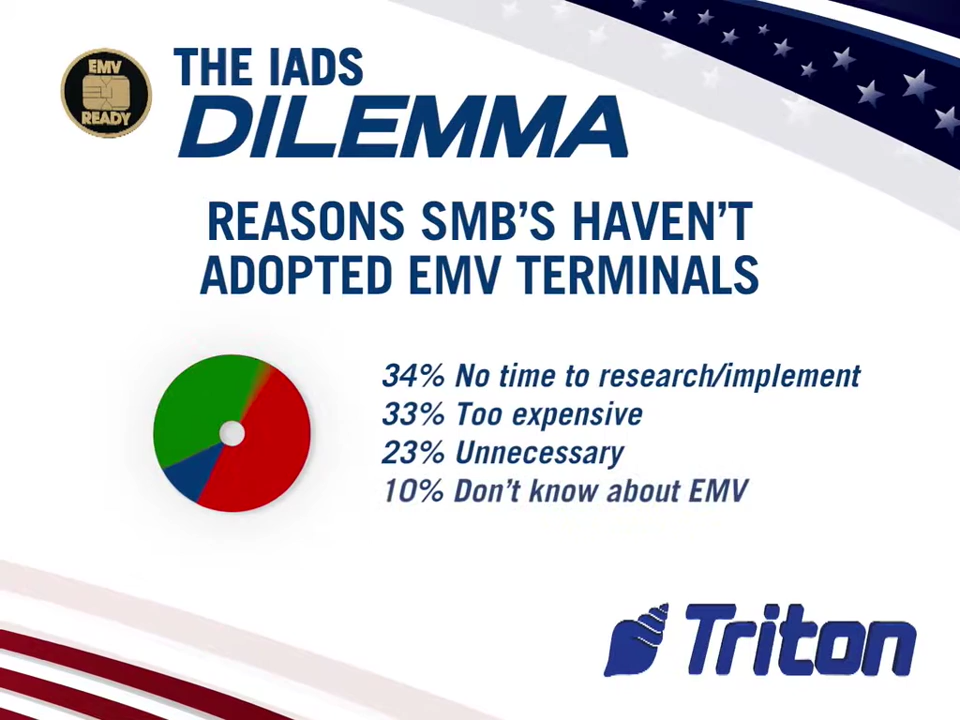 EMV
READY
THE IADS
DILEMMA
REASONS SMB'S HAVEN'T
ADOPTED EMV TERMINALS
34% No time to research/implement
33% Too expensive
23% Unnecessary
10% Don't know about EMV
Triton